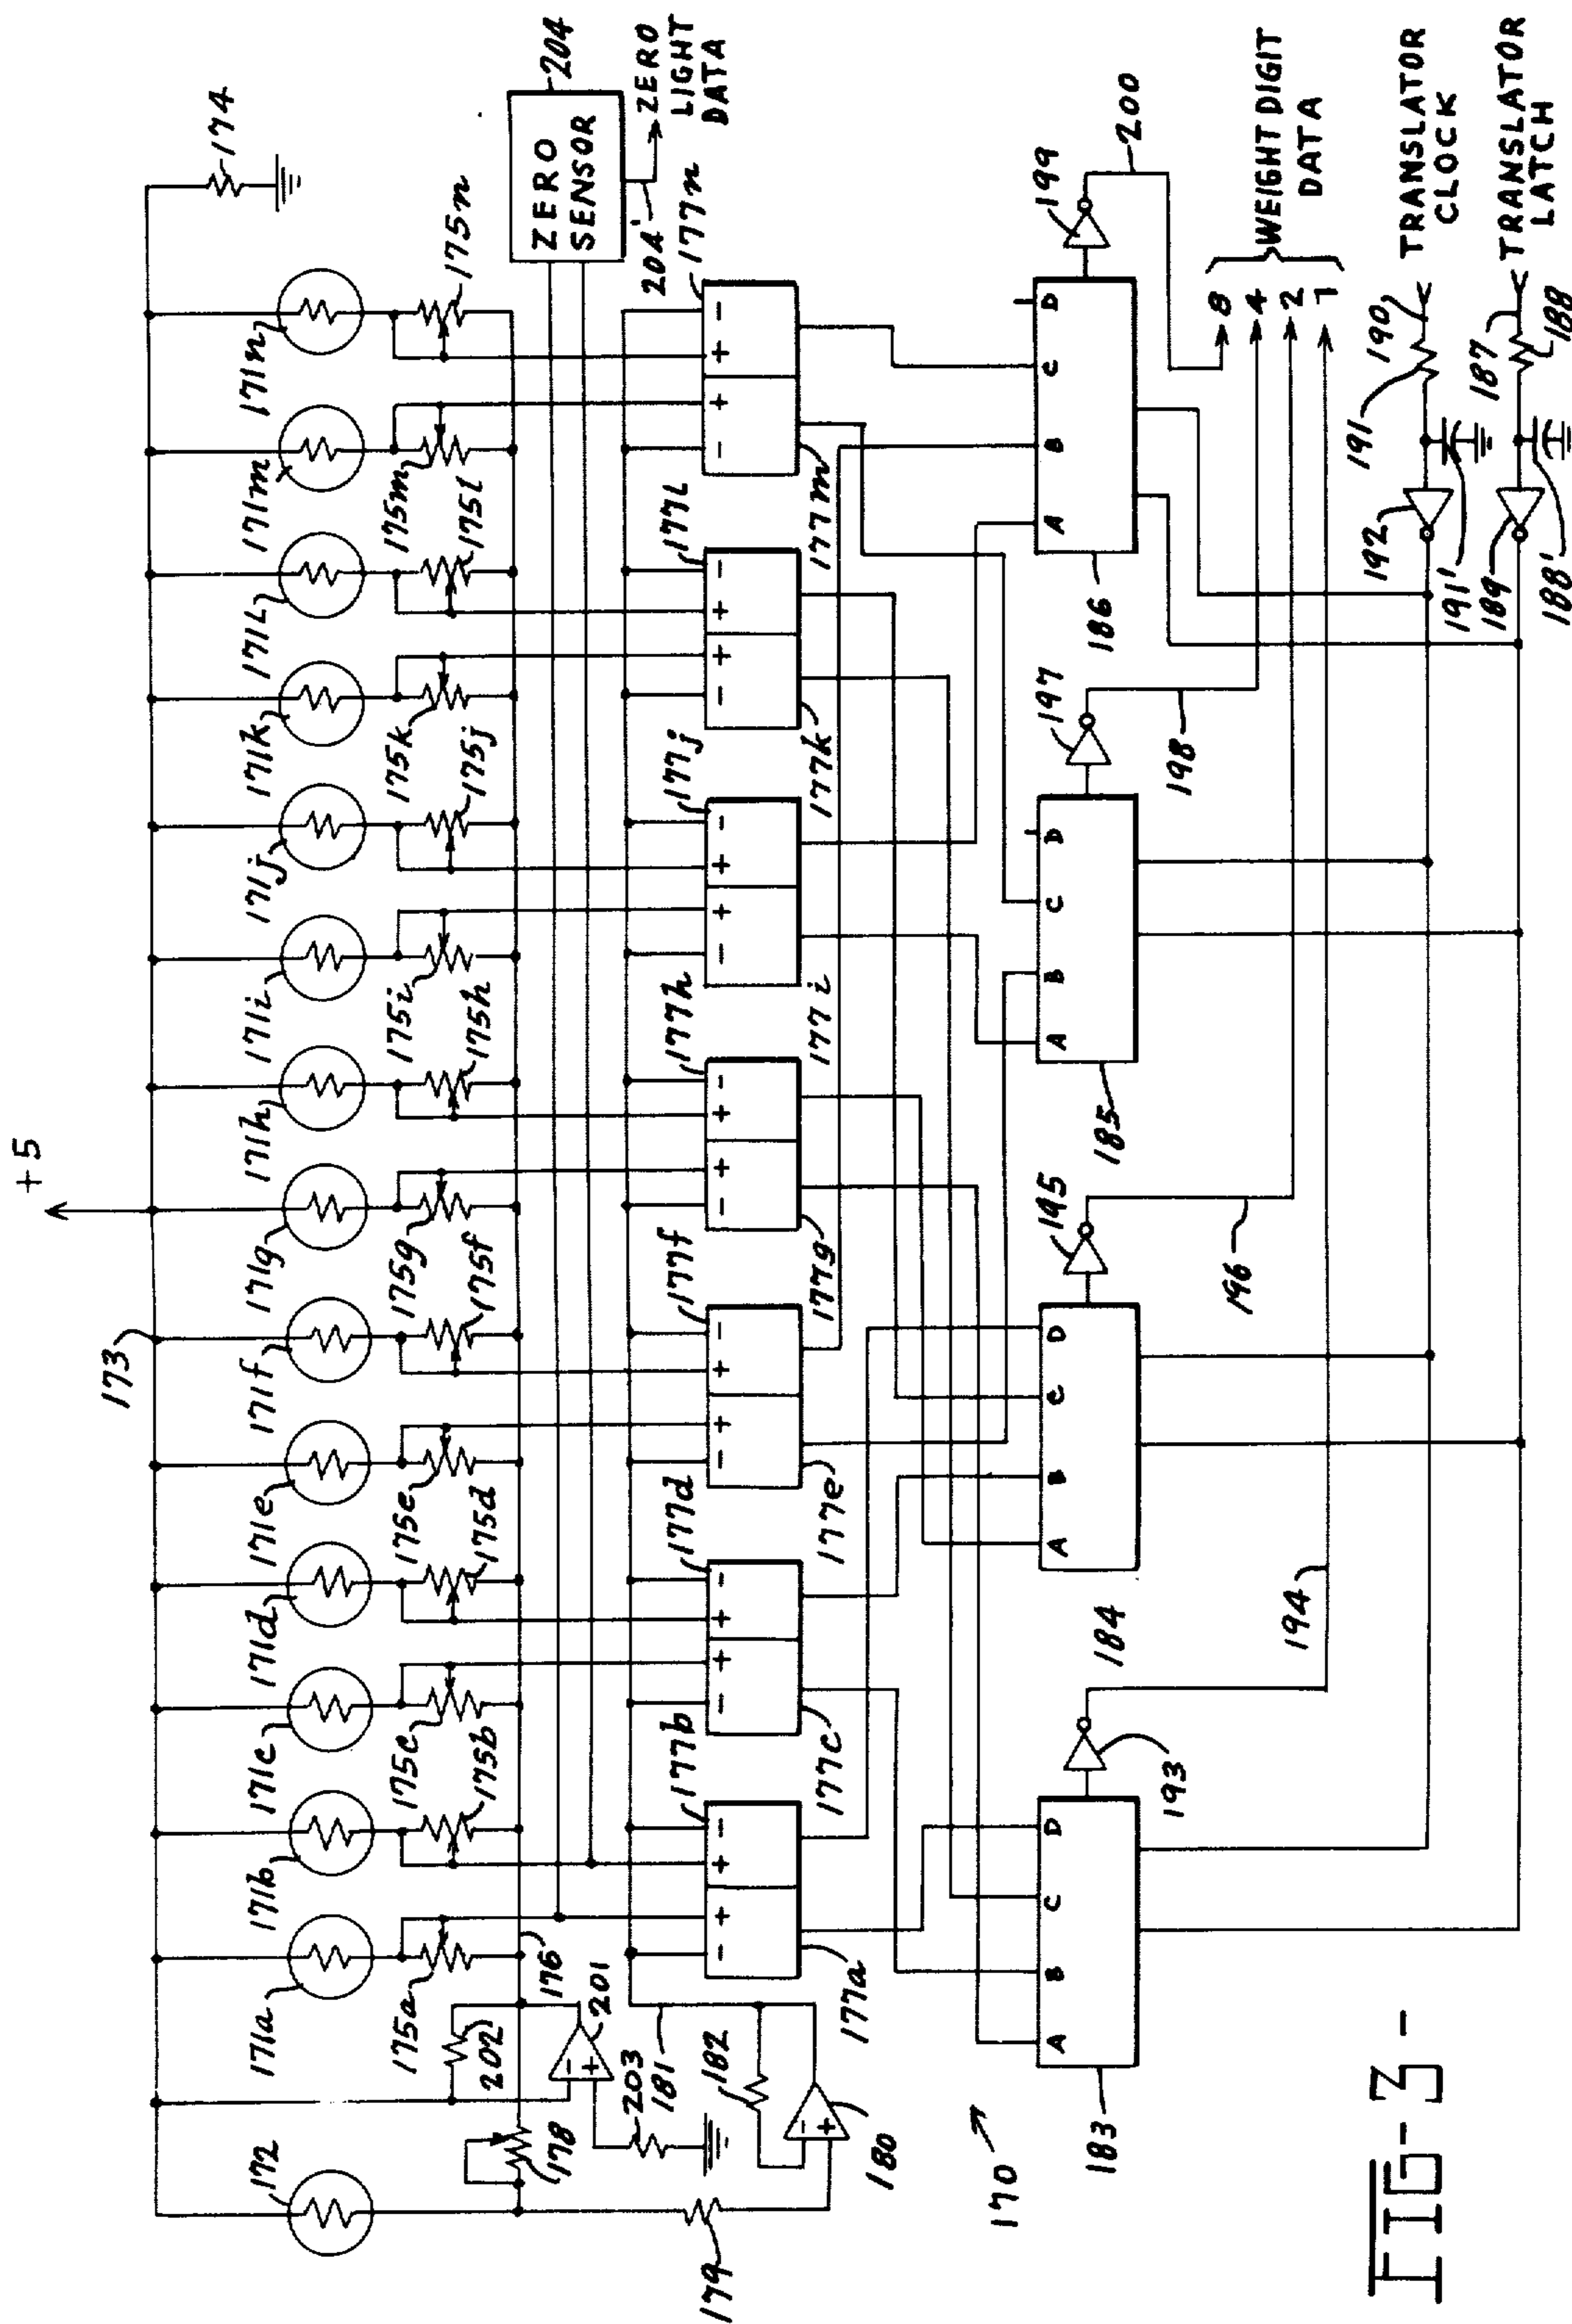 +5
173
174
172
171a
171b
171c
171d
171e
171f
171g
171h
171i
171j
171k
171L
171m
171n
175a
175b
175c
175d
175e
175f
175g
175h
175i
175j
175k
175l
175m
175n
202
176
201
- +
178
203
181
182
179
- +
180
ZERO
SENSOR
204
204'
ZERO
LIGHT
DATA
177a
177b
177c
177d
177e
177f
177g
177h
177i
177j
177k
177L
177m
177n
- + + -
- + + -
- + + -
- + + -
- + + -
- + + -
- + + -
170
183
A B C D
193
194
184
A B C D
195
196
185
A B C D
197
198
186
A B C D
199
200
8
4
2
1
WEIGHT DIGIT
DATA
190
191
191'
192
TRANSLATOR
CLOCK
187
188
188'
189
TRANSLATOR
LATCH
FIG-3-